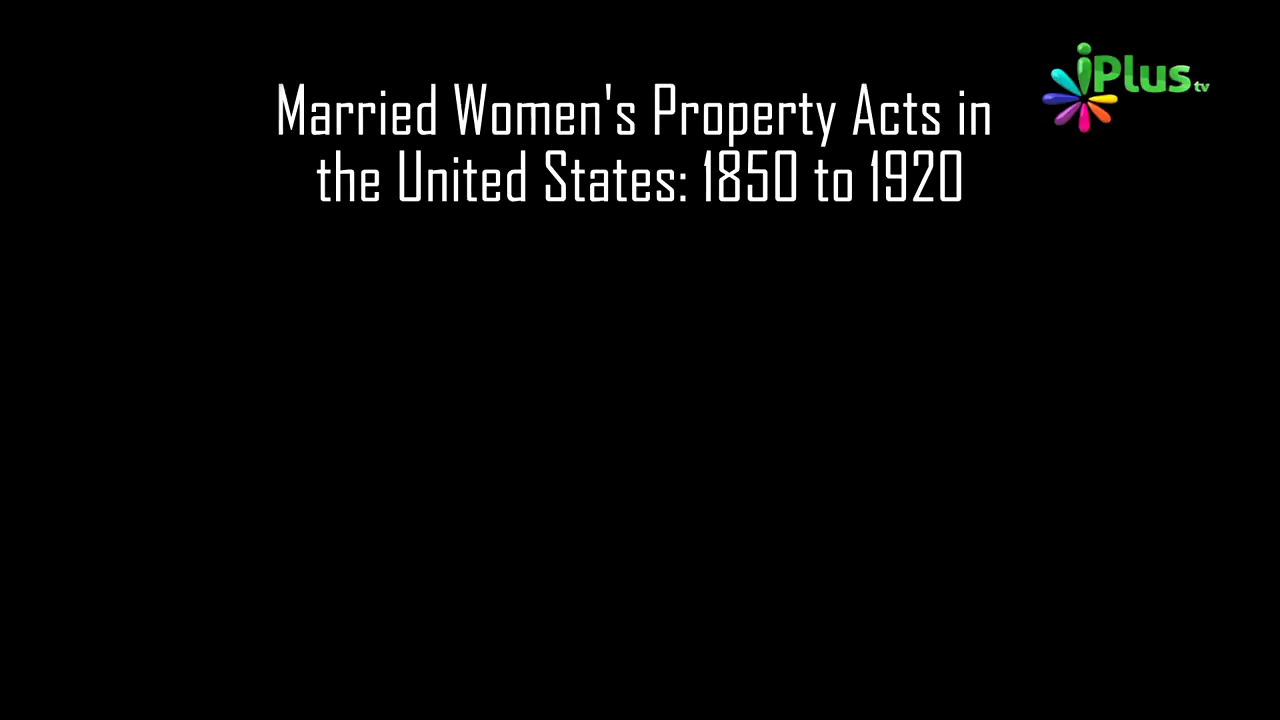 iPlus tv
Married Women's Property Acts in
the United States: 1850 to 1920